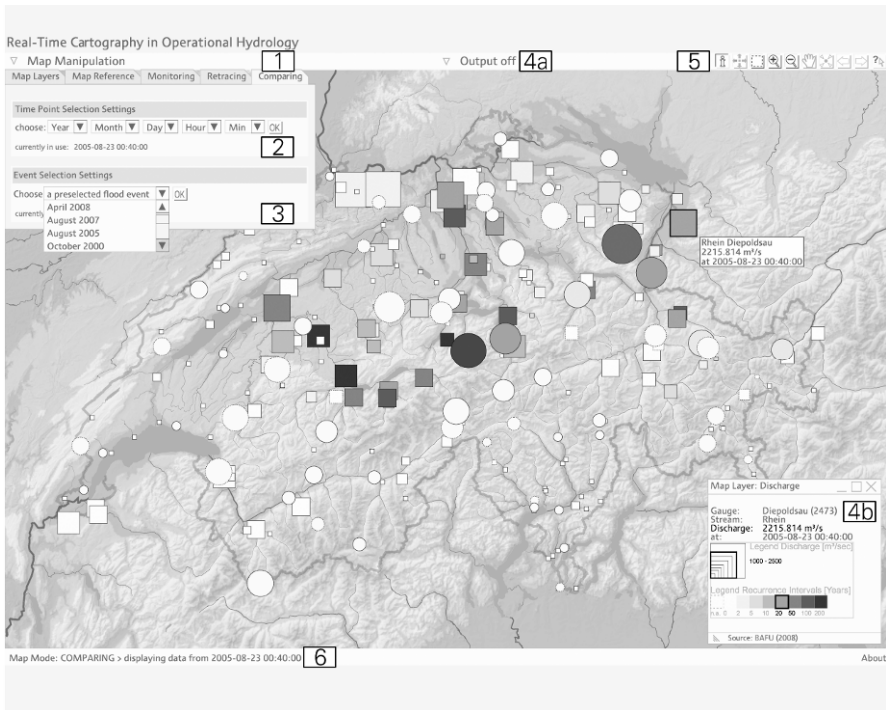 Real-Time Cartography in Operational Hydrology
Map Manipulation
1
Output off
4a
5
Map Layers Map Reference Monitoring Retracing Comparing
Time Point Selection Settings
choose: Year Month Day Hour Min OK
currently in use: 2005-08-23 00:40:00
2
Event Selection Settings
Choose a preselected flood event OK
currently
April 2008
August 2007
August 2005
October 2000
3
Rhein Diepoldsau
2215.814 m³/s
at 2005-08-23 00:40:00
Map Layer: Discharge
Gauge: Diepoldsau (2473)
Stream: Rhein
Discharge: 2215.814 m³/s
at: 2005-08-23 00:40:00
4b
Legend Discharge [m³/sec]
1000 - 2500
Legend Recurrence Intervals [Years]
n.a. 0 2 5 10 20 50 100 200
Source: BAFU (2008)
Map Mode: COMPARING > displaying data from 2005-08-23 00:40:00
6
About